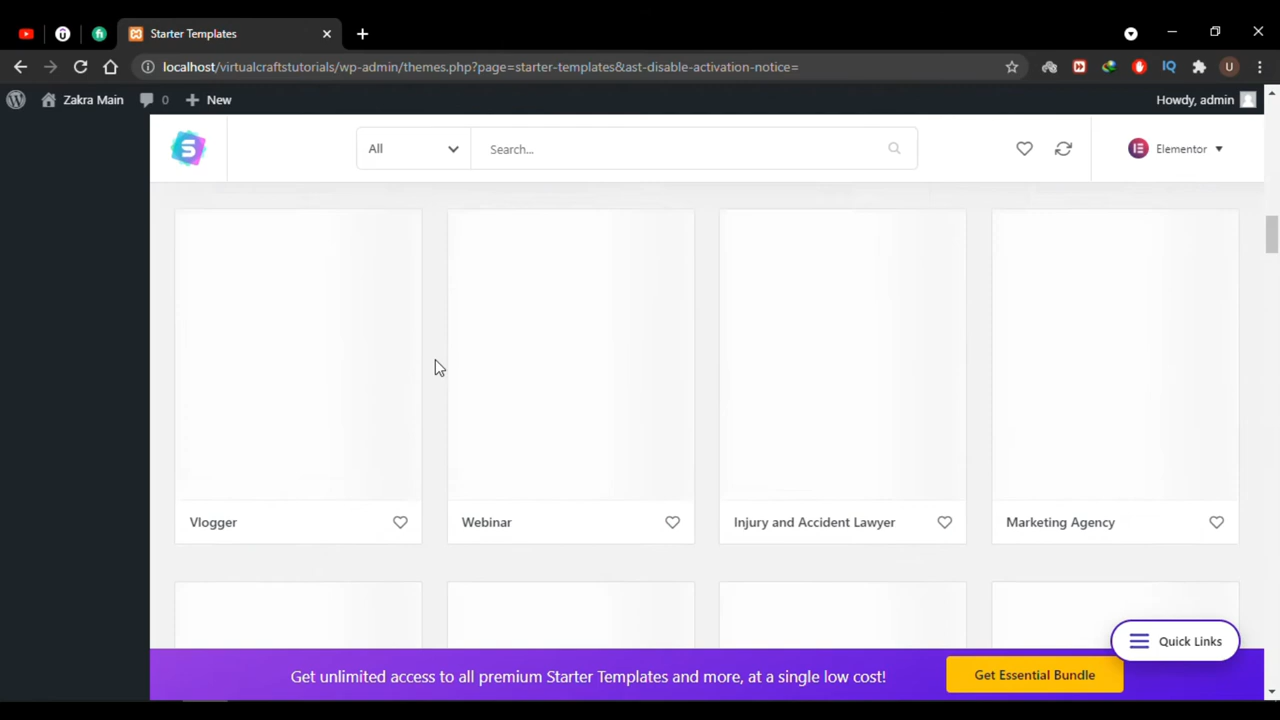 Starter Templates
localhost/virtualcraftstutorials/wp-admin/themes.php?page=starter-templates&ast-disable-activation-notice=
IQ
U
Zakra Main
0
New
Howdy, admin
S
All
Search...
Elementor
Vlogger
Webinar
Injury and Accident Lawyer
Marketing Agency
Quick Links
Get unlimited access to all premium Starter Templates and more, at a single low cost!
Get Essential Bundle